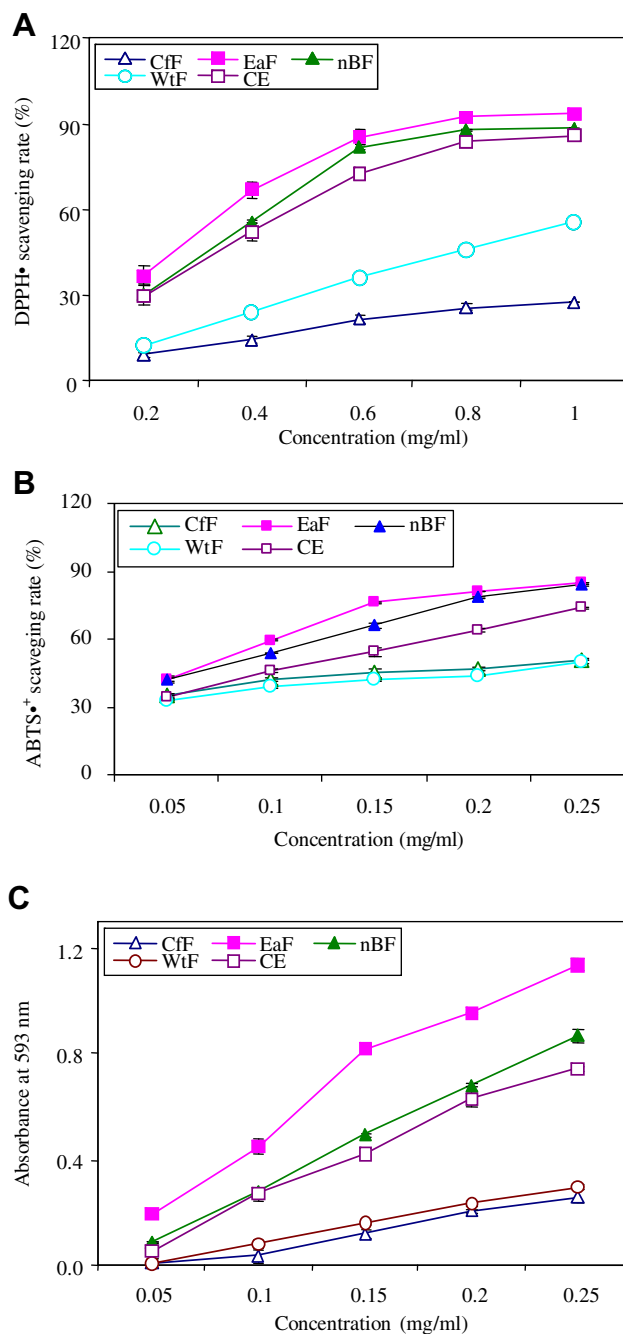 A
120
90
60
30
0
DPPH• scavenging rate (%)
CfF EaF nBF
WtF CE
0.2 0.4 0.6 0.8 1
Concentration (mg/ml)
B
120
90
60
30
0
ABTS•+ scaveging rate (%)
CfF EaF nBF
WtF CE
0.05 0.1 0.15 0.2 0.25
Concentration (mg/ml)
C
1.2
0.8
0.4
0.0
Absorbance at 593 nm
CfF EaF nBF
WtF CE
0.05 0.1 0.15 0.2 0.25
Concentration (mg/ml)